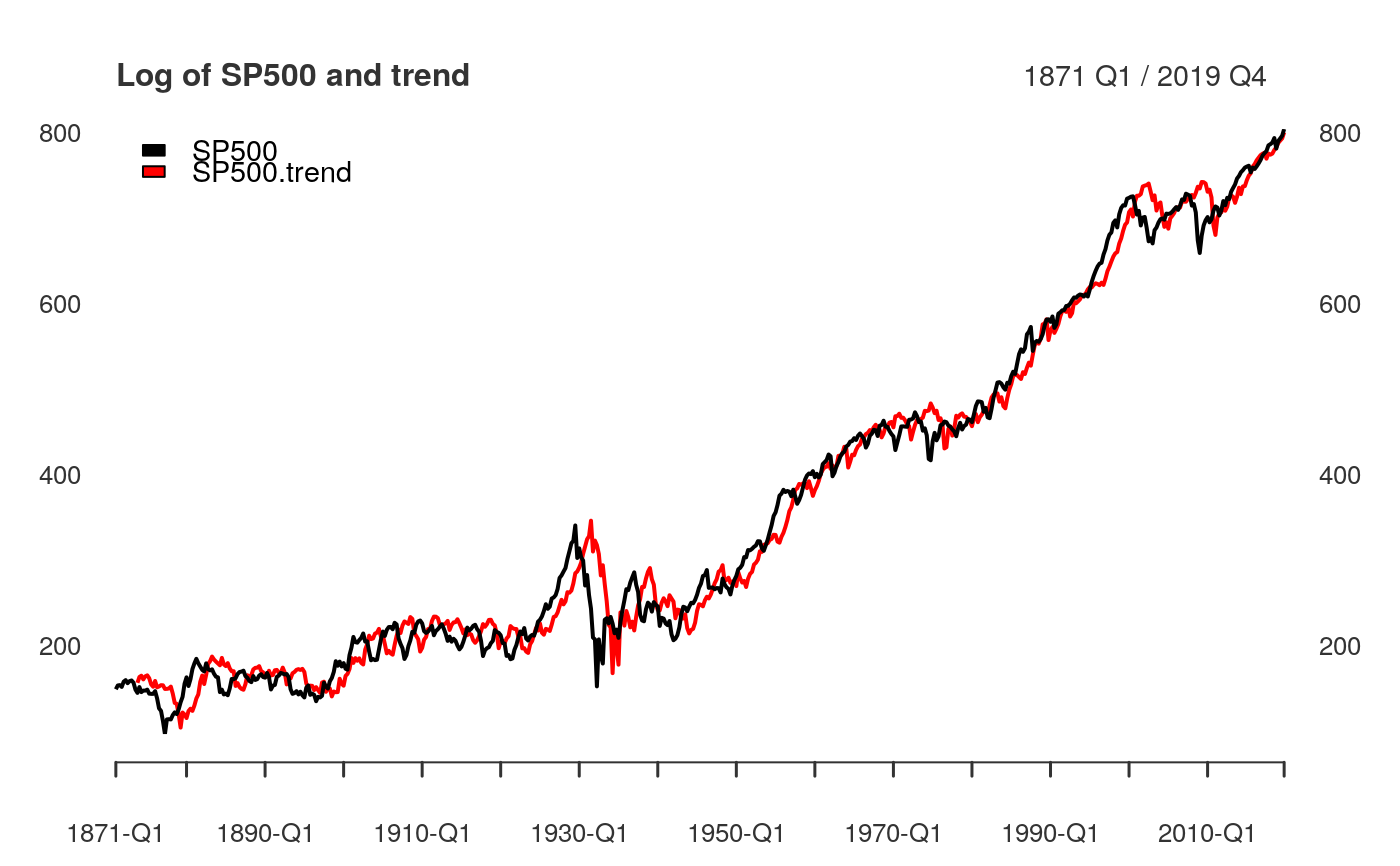 Log of SP500 and trend 1871 Q1 / 2019 Q4
SP500
SP500.trend
800 800
600 600
400 400
200 200
1871-Q1 1890-Q1 1910-Q1 1930-Q1 1950-Q1 1970-Q1 1990-Q1 2010-Q1